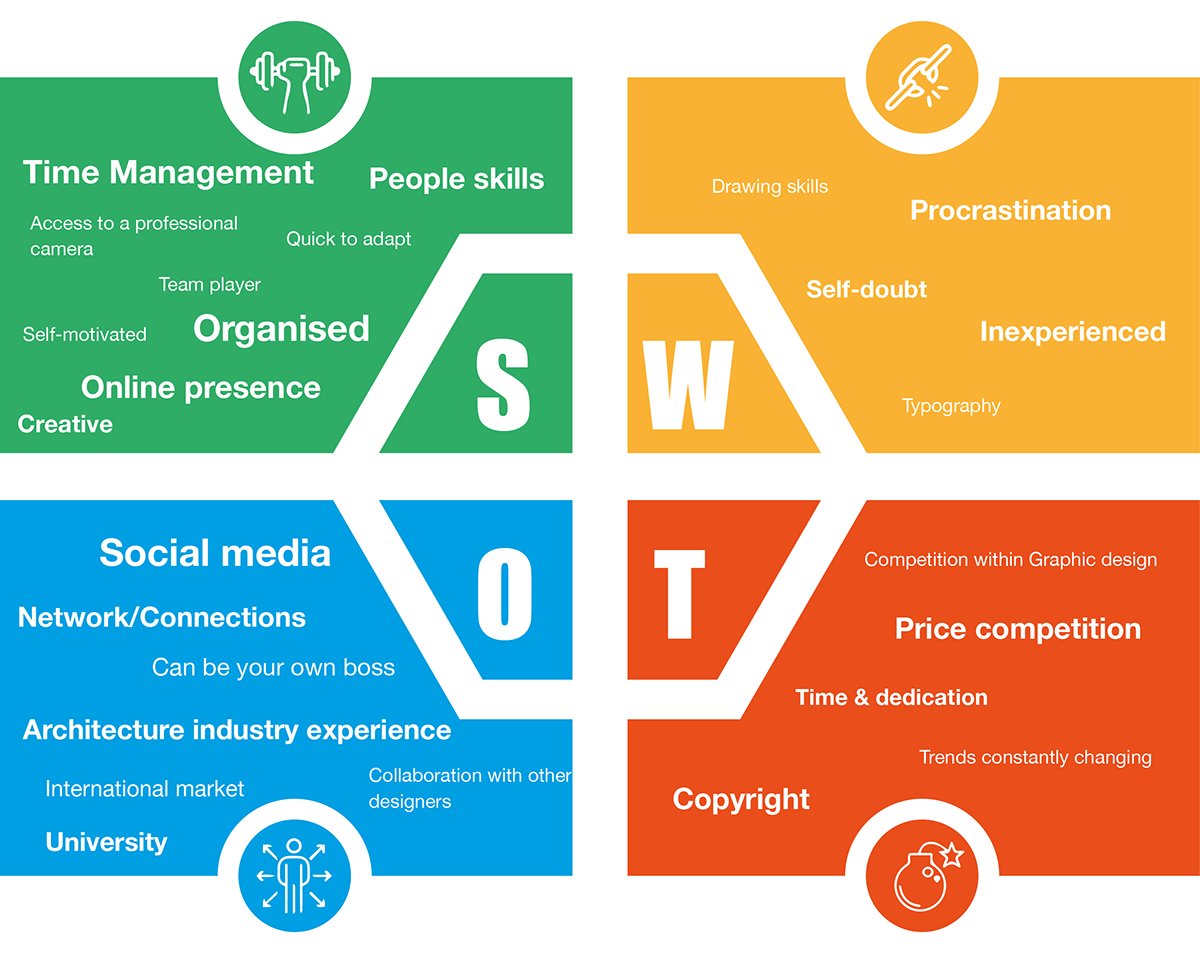 Time Management
People skills
Access to a professional
camera
Quick to adapt
Team player
Self-motivated
Organised
Online presence
Creative
S
Drawing skills
Procrastination
Self-doubt
Inexperienced
Typography
W
Social media
Network/Connections
Can be your own boss
Architecture industry experience
International market
Collaboration with other
designers
University
O
Competition within Graphic design
Price competition
Time & dedication
Trends constantly changing
Copyright
T